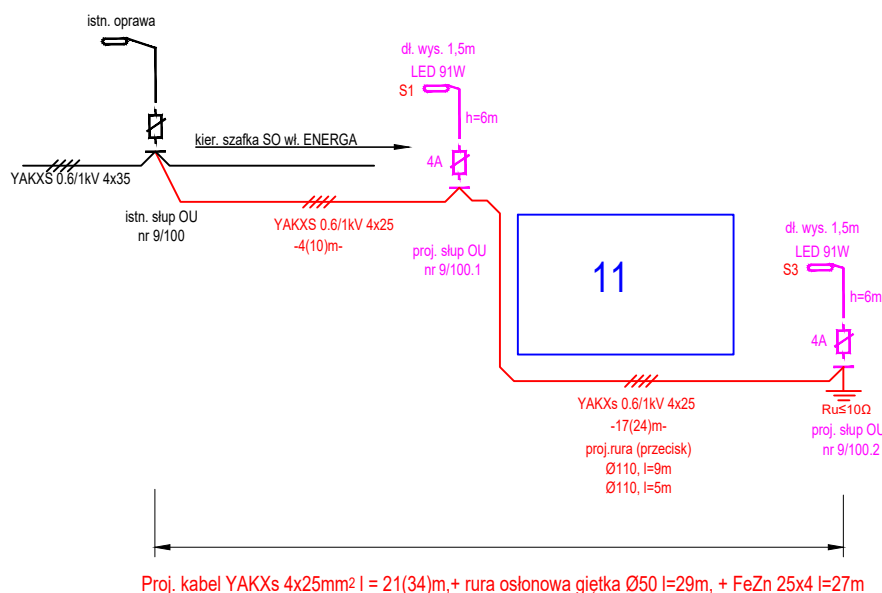 istn. oprawa
dł. wys. 1,5m
LED 91W
S1
h=6m
kier. szafka SO wł. ENERGA
4A
YAKXS 0.6/1kV 4x35
istn. słup OU
nr 9/100
YAKXS 0.6/1kV 4x25
-4(10)m-
proj. słup OU
nr 9/100.1
11
dł. wys. 1,5m
LED 91W
S3
h=6m
4A
Ru≤10Ω
proj. słup OU
nr 9/100.2
YAKXs 0.6/1kV 4x25
-17(24)m-
proj.rura (przecisk)
Ø110, l=9m
Ø110, l=5m
Proj. kabel YAKXs 4x25mm² l = 21(34)m,+ rura osłonowa giętka Ø50 l=29m, + FeZn 25x4 l=27m